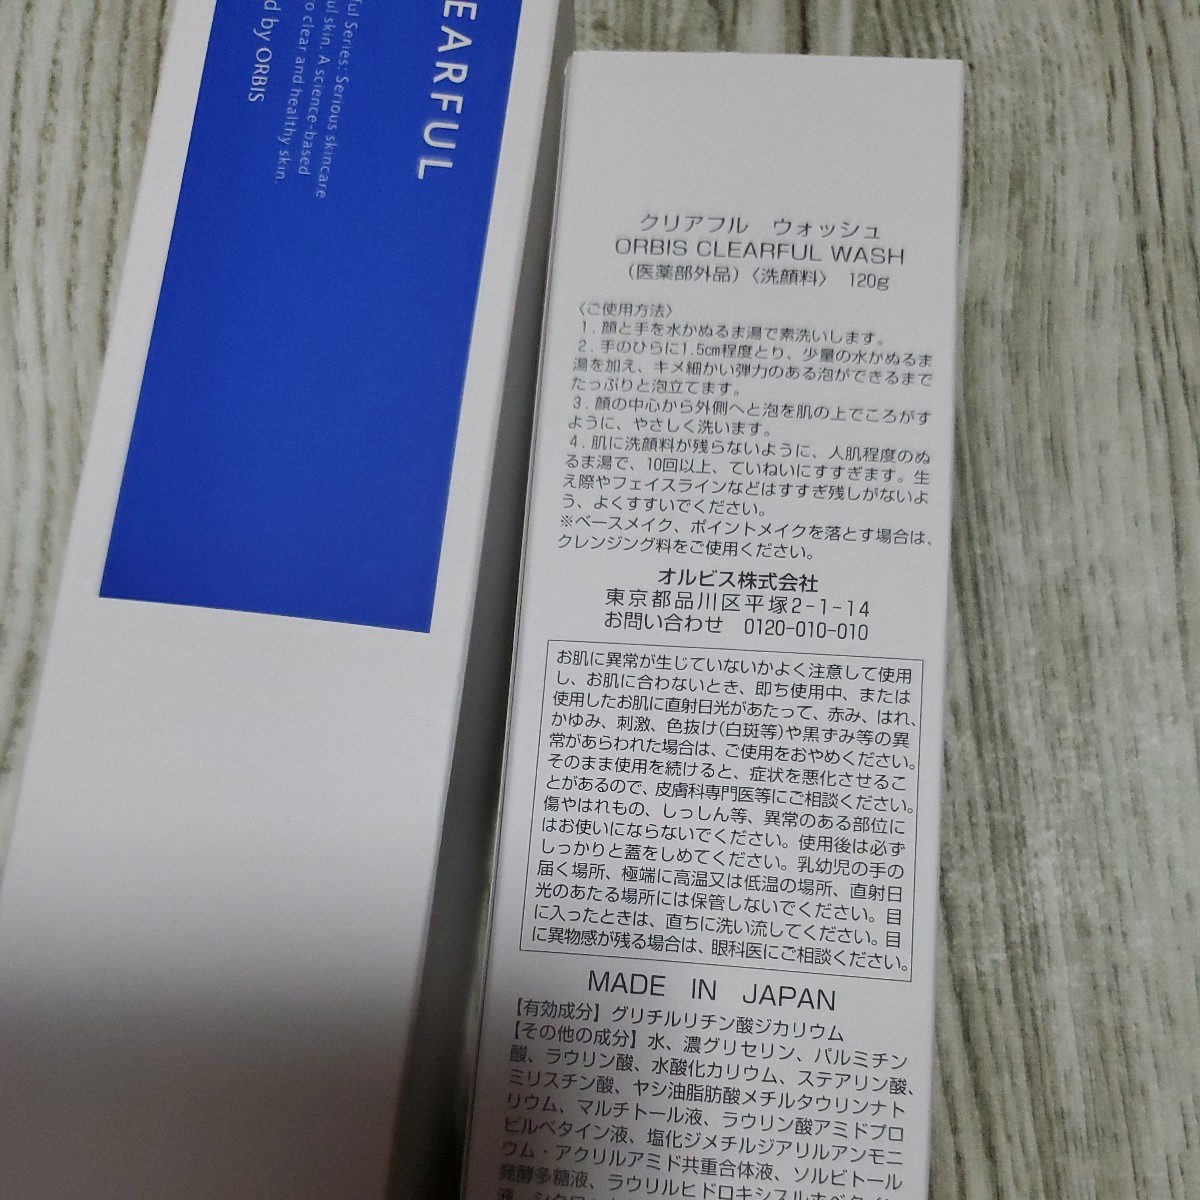 EARFUL
ful Series: Serious skincare
ul skin. A science-based
o clear and healthy skin.
d by ORBIS
クリアフル ウォッシュ
ORBIS CLEARFUL WASH
(医薬部外品)〈洗顔料〉 120g
〈ご使用方法〉
1. 顔と手を水かぬるま湯で素洗いします。
2. 手のひらに1.5cm程度とり、少量の水かぬるま
湯を加え、キメ細かい弾力のある泡ができるまで
たっぷりと泡立てます。
3. 顔の中心から外側へと泡を肌の上でころがす
ように、やさしく洗います。
4. 肌に洗顔料が残らないように、人肌程度のぬ
るま湯で、10回以上、ていねいにすすぎます。生
え際やフェイスラインなどはすすぎ残しがないよ
う、よくすすいでください。
※ベースメイク、ポイントメイクを落とす場合は、
クレンジング料をご使用ください。
オルビス株式会社
東京都品川区平塚2-1-14
お問い合わせ 0120-010-010
お肌に異常が生じていないかよく注意して使用
し、お肌に合わないとき、即ち使用中、または
使用したお肌に直射日光があたって、赤み、はれ、
かゆみ、刺激、色抜け(白斑等)や黒ずみ等の異
常があらわれた場合は、ご使用をおやめください。
そのまま使用を続けると、症状を悪化させるこ
とがあるので、皮膚科専門医等にご相談ください。
傷やはれもの、しっしん等、異常のある部位に
はお使いにならないでください。使用後は必ず
しっかりと蓋をしめてください。乳幼児の手の
届く場所、極端に高温又は低温の場所、直射日
光のあたる場所には保管しないでください。目
に入ったときは、直ちに洗い流してください。目
に異物感が残る場合は、眼科医にご相談ください。
MADE IN JAPAN
【有効成分】グリチルリチン酸ジカリウム
【その他の成分】水、濃グリセリン、パルミチン
酸、ラウリン酸、水酸化カリウム、ステアリン酸、
ミリスチン酸、ヤシ油脂肪酸メチルタウリンナト
リウム、マルチトール液、ラウリン酸アミドプロ
ピルベタイン液、塩化ジメチルジアリルアンモニ
ウム・アクリルアミド共重合体液、ソルビトール
発酵多糖液、ラウリルヒドロキシスルホベタイン